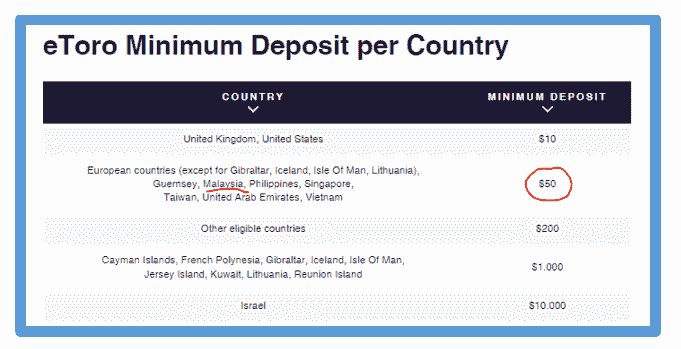 eToro Minimum Deposit per Country
COUNTRY
MINIMUM DEPOSIT
United Kingdom, United States
$10
European countries (except for Gibraltar, Iceland, Isle Of Man, Lithuania),
Guernsey, Malaysia, Philippines, Singapore,
Taiwan, United Arab Emirates, Vietnam
$50
Other eligible countries
$200
Cayman Islands, French Polynesia, Gibraltar, Iceland, Isle Of Man,
Jersey Island, Kuwait, Lithuania, Reunion Island
$1.000
Israel
$10.000